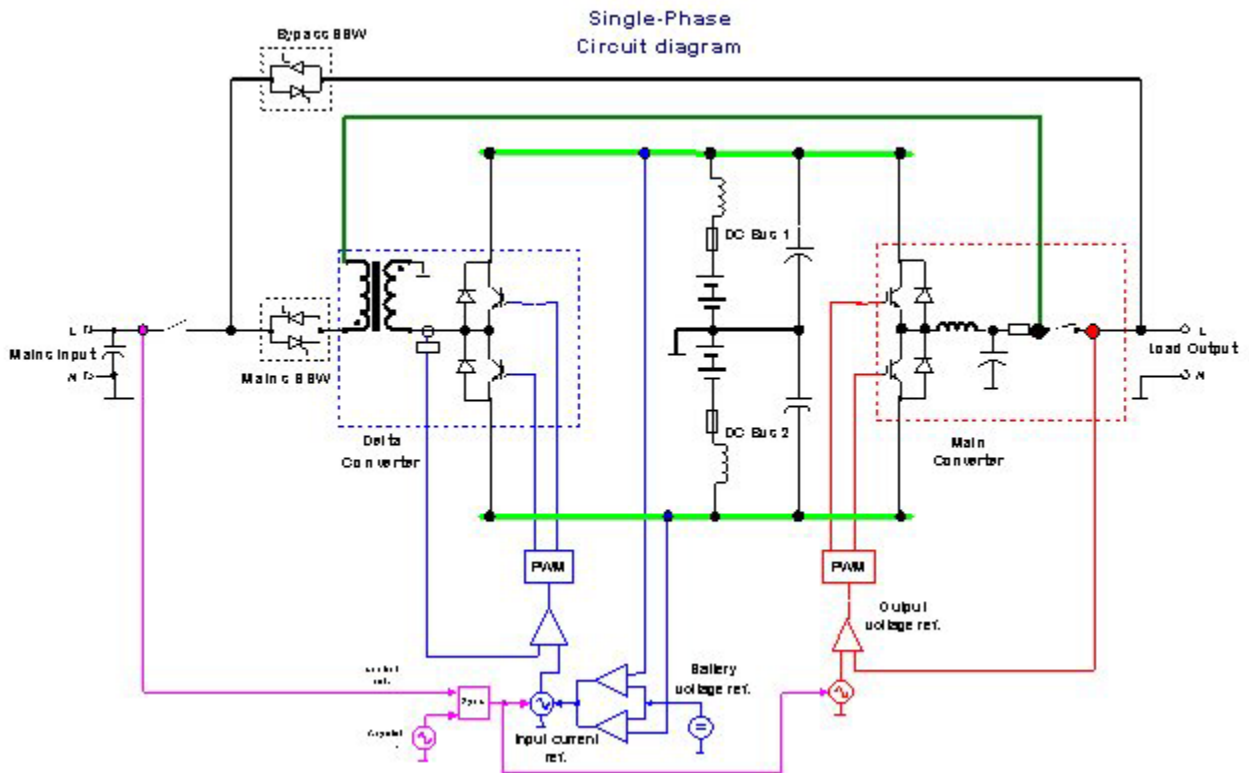 Single-Phase
Circuit diagram
Bypass SSW
DC Bus 1
L
Mains Input
N
Mains SSW
L
Load Output
N
DC Bus 2
Delta
Converter
Main
Converter
PWM
PWM
Output
voltage ref.
Battery
voltage ref.
ref.
Sync
Input current
ref.